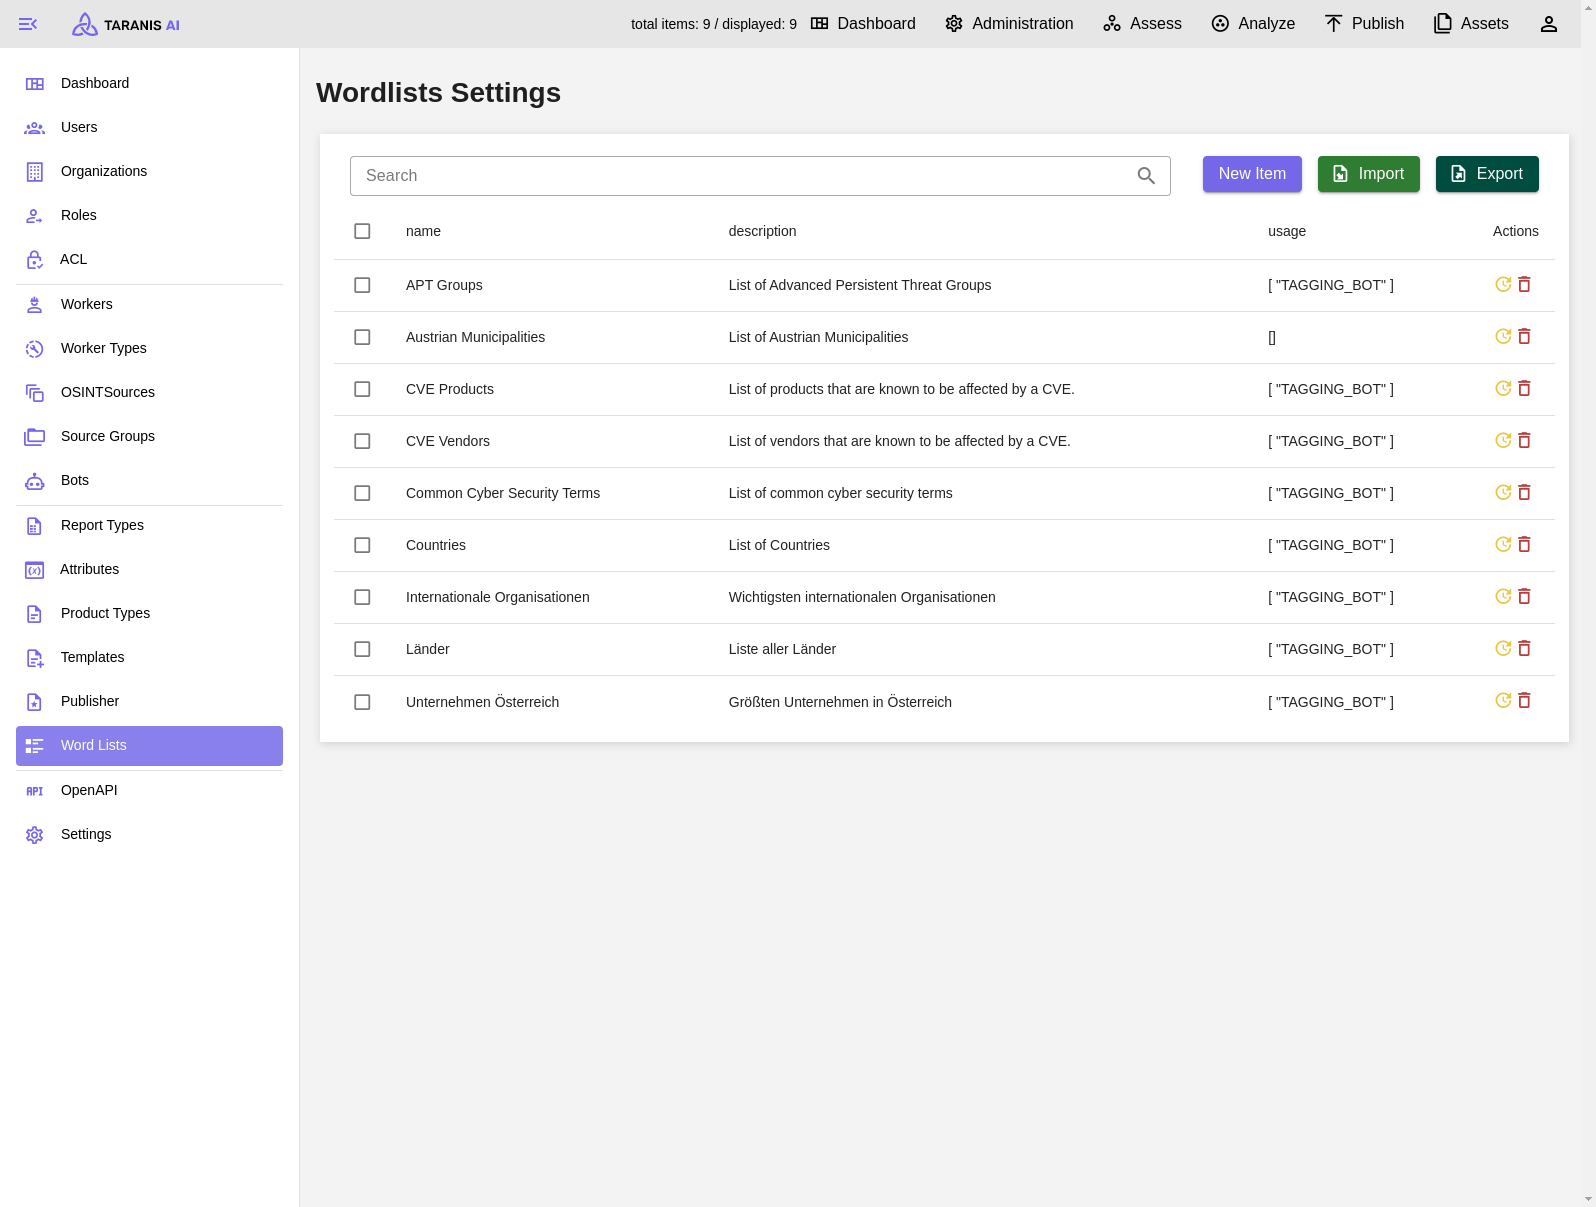 TARANIS AI
total items: 9 / displayed: 9 Dashboard Administration Assess Analyze Publish Assets
Dashboard
Users
Organizations
Roles
ACL
Workers
Worker Types
OSINTSources
Source Groups
Bots
Report Types
Attributes
Product Types
Templates
Publisher
Word Lists
OpenAPI
Settings
Wordlists Settings
Search New Item Import Export
name description usage Actions
APT Groups List of Advanced Persistent Threat Groups [ "TAGGING_BOT" ]
Austrian Municipalities List of Austrian Municipalities []
CVE Products List of products that are known to be affected by a CVE. [ "TAGGING_BOT" ]
CVE Vendors List of vendors that are known to be affected by a CVE. [ "TAGGING_BOT" ]
Common Cyber Security Terms List of common cyber security terms [ "TAGGING_BOT" ]
Countries List of Countries [ "TAGGING_BOT" ]
Internationale Organisationen Wichtigsten internationalen Organisationen [ "TAGGING_BOT" ]
Länder Liste aller Länder [ "TAGGING_BOT" ]
Unternehmen Österreich Größten Unternehmen in Österreich [ "TAGGING_BOT" ]